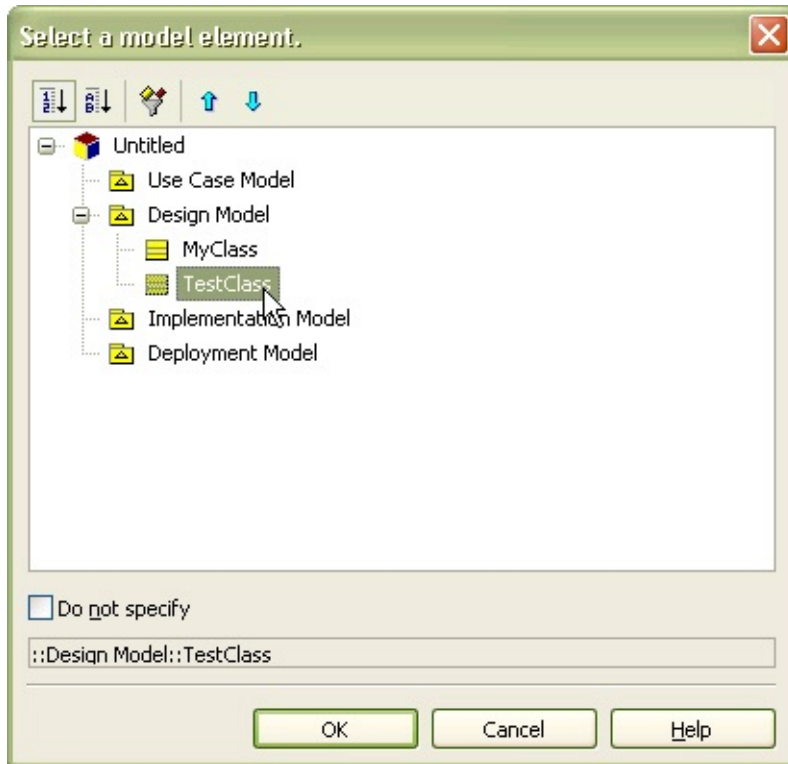 Select a model element.
Untitled
Use Case Model
Design Model
MyClass
TestClass
Implementation Model
Deployment Model
Do not specify
::Design Model::TestClass
OK Cancel Help